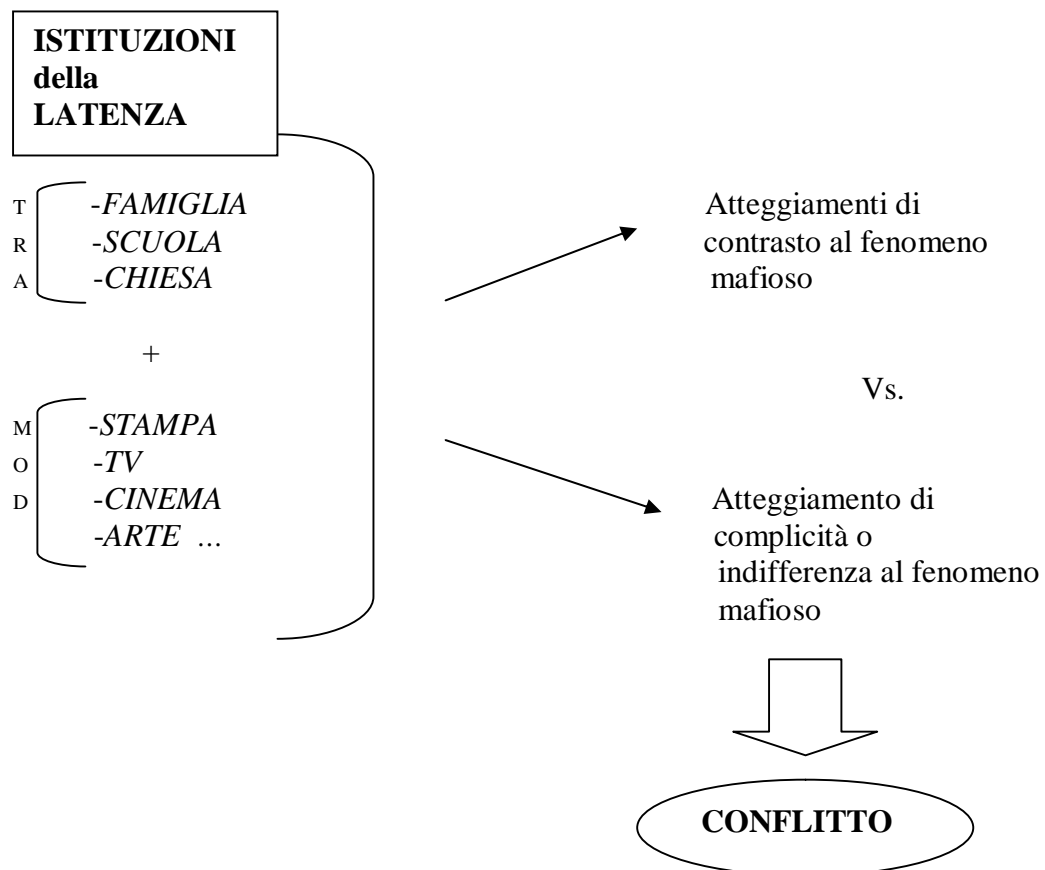 ISTITUZIONI
della
LATENZA
T -FAMIGLIA
R -SCUOLA
A -CHIESA
+
M -STAMPA
O -TV
D -CINEMA
-ARTE ...
Atteggiamenti di
contrasto al fenomeno
mafioso
Vs.
Atteggiamento di
complicità o
indifferenza al fenomeno
mafioso
CONFLITTO